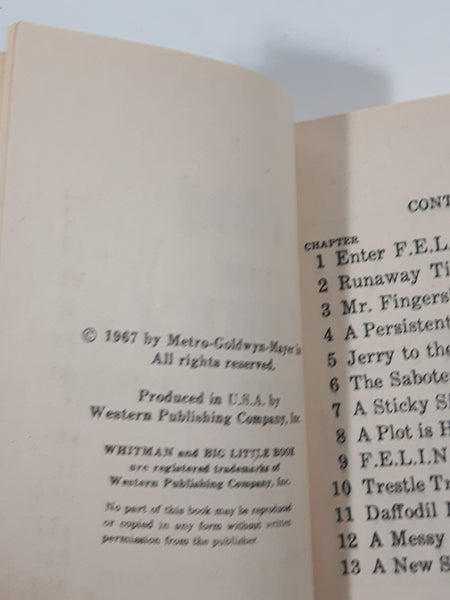 © 1967 by Metro-Goldwyn-Mayer In
All rights reserved.
Produced in U.S.A. by
Western Publishing Company, Inc.
WHITMAN and BIG LITTLE BOOK
are registered trademarks of
Western Publishing Company, Inc.
No part of this book may be reproduced
or copied in any form without written
permission from the publisher.
CONT
CHAPTER
1 Enter F.E.L.
2 Runaway Ti
3 Mr. Fingers
4 A Persistent
5 Jerry to the
6 The Sabote
7 A Sticky Si
8 A Plot is H
9 F.E.L.I.N
10 Trestle Tr
11 Daffodil
12 A Messy
13 A New S